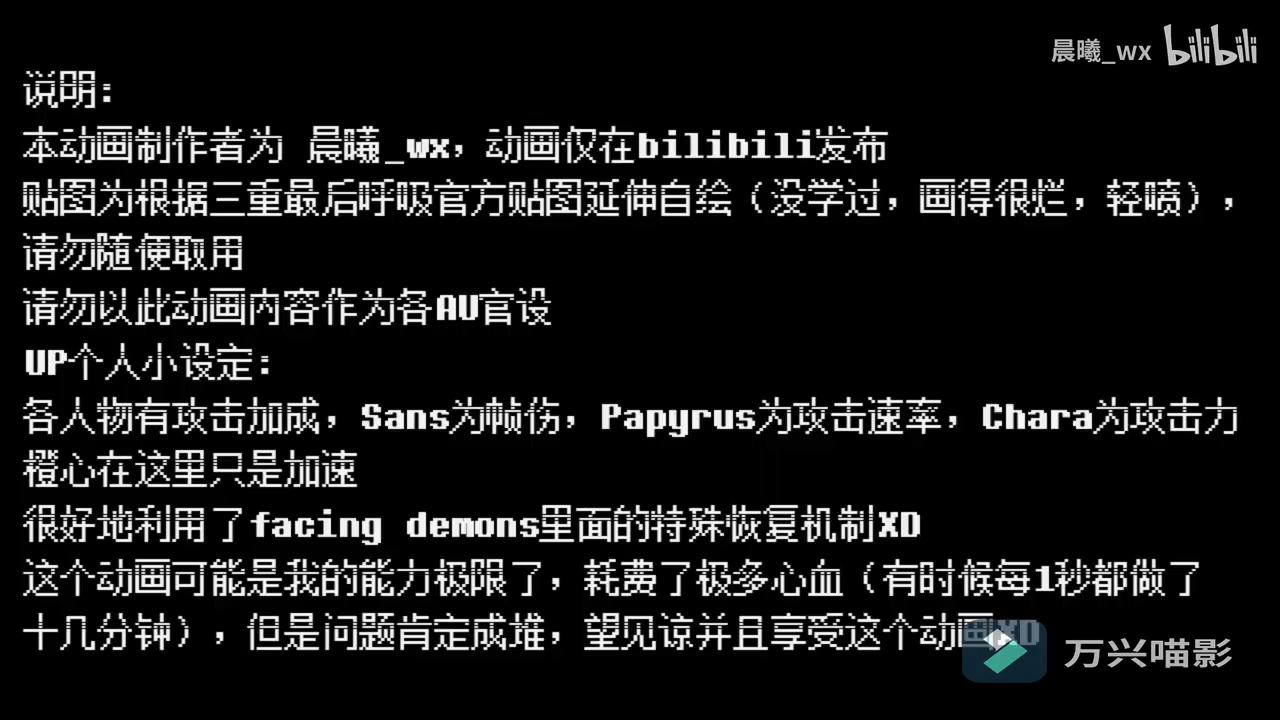 晨曦_wx bilibili
说明：
本动画制作者为 晨曦_wx，动画仅在bilibili发布
贴图为根据三重最后呼吸官方贴图延伸自绘（没学过，画得很烂，轻喷），
请勿随便取用
请勿以此动画内容作为各AU官设
UP个人小设定：
各人物有攻击加成，Sans为帧伤，Papyrus为攻击速率，Chara为攻击力
橙心在这里只是加速
很好地利用了facing demons里面的特殊恢复机制XD
这个动画可能是我的能力极限了，耗费了极多心血（有时候每1秒都做了
十几分钟），但是问题肯定成堆，望见谅并且享受这个动画XD
万兴喵影